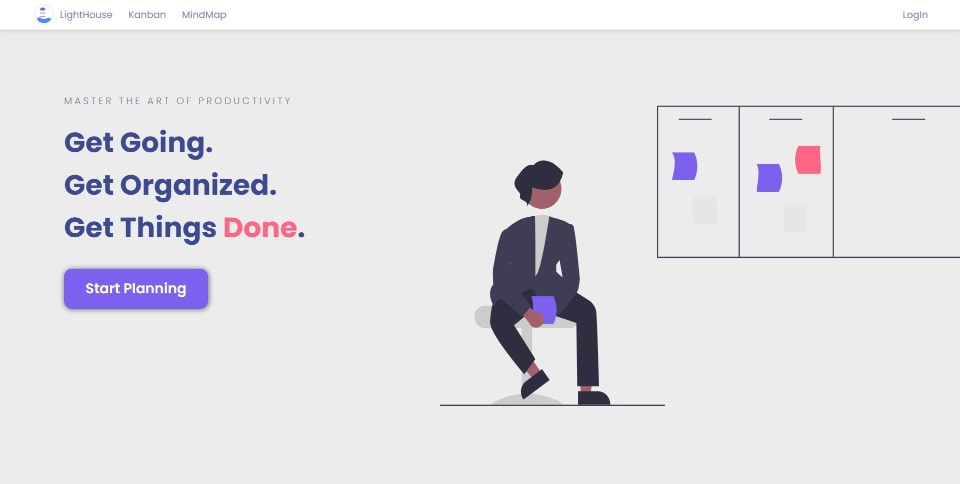 LightHouse Kanban MindMap LogIn
MASTER THE ART OF PRODUCTIVITY
Get Going.
Get Organized.
Get Things Done.
Start Planning